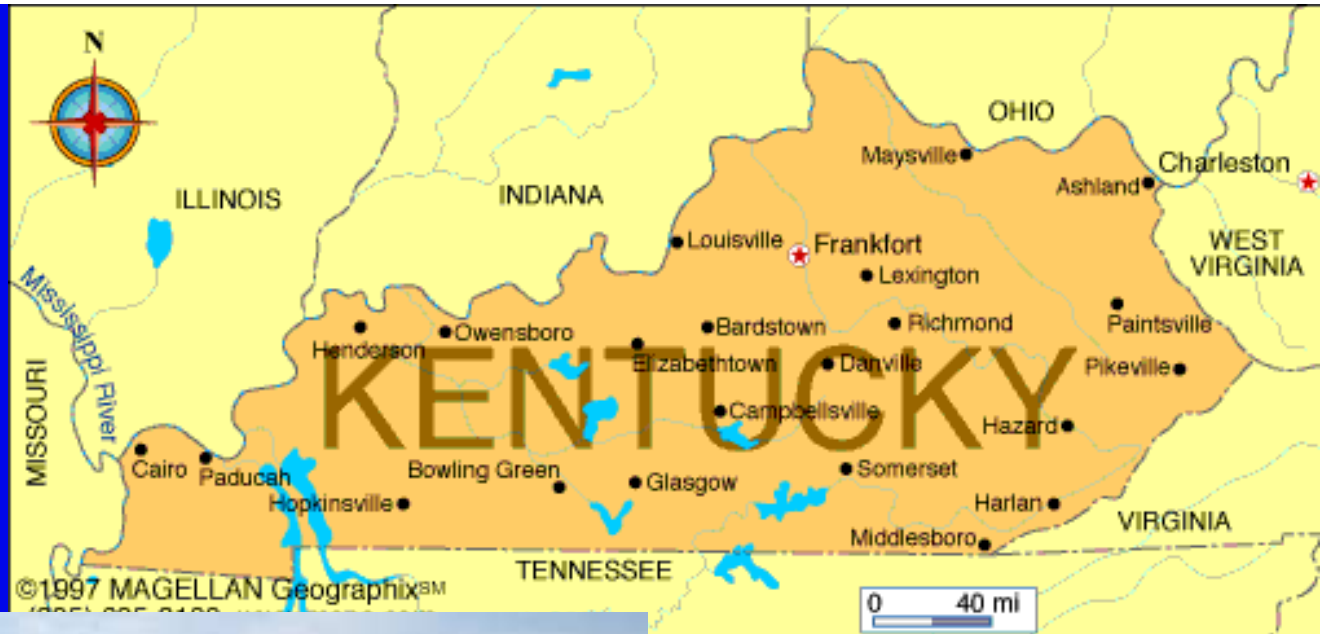 N
OHIO
Maysville
Charleston
Ashland
ILLINOIS
INDIANA
WEST
VIRGINIA
Louisville
Frankfort
Lexington
Mississippi River
Paintsville
Henderson
Owensboro
Bardstown
Richmond
Elizabethtown
Danville
Pikeville
KENTUCKY
MISSOURI
Campbellsville
Hazard
Cairo
Paducah
Bowling Green
Glasgow
Somerset
Hopkinsville
Harlan
VIRGINIA
Middlesboro
TENNESSEE
©1997 MAGELLAN Geographix℠
0 40 mi